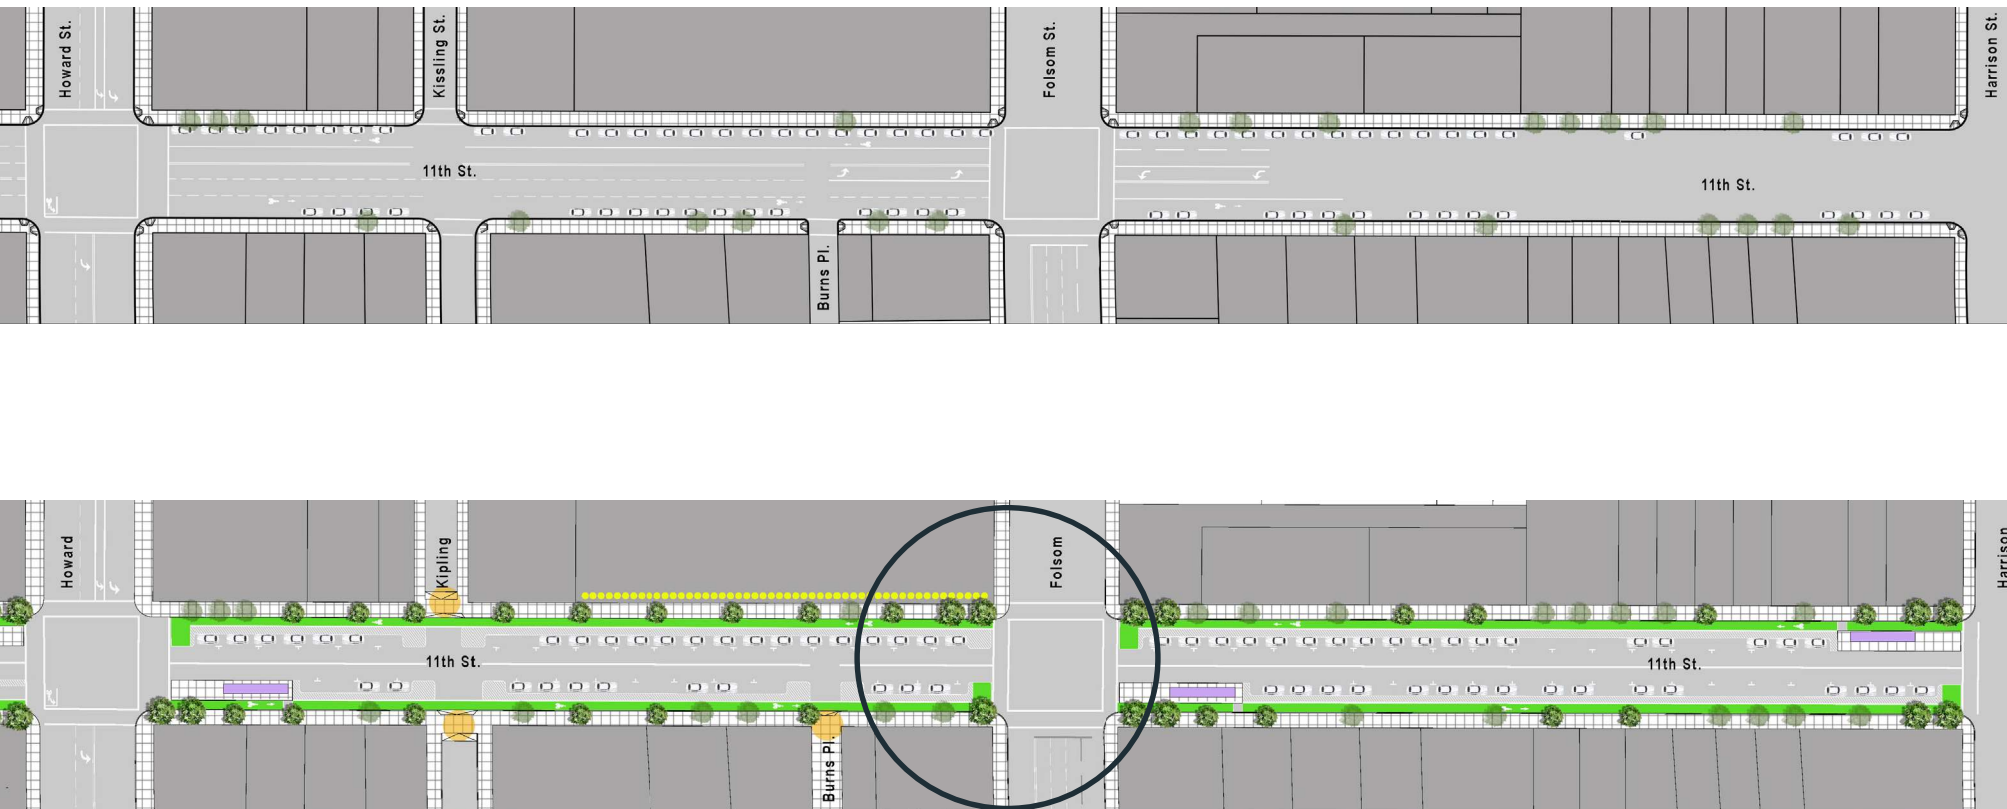 Howard St.
Kissling St.
Folsom St.
Harrison St.
11th St.
11th St.
Burns Pl.
Howard
Kipling
Folsom
Harrison
11th St.
11th St.
Burns Pl.